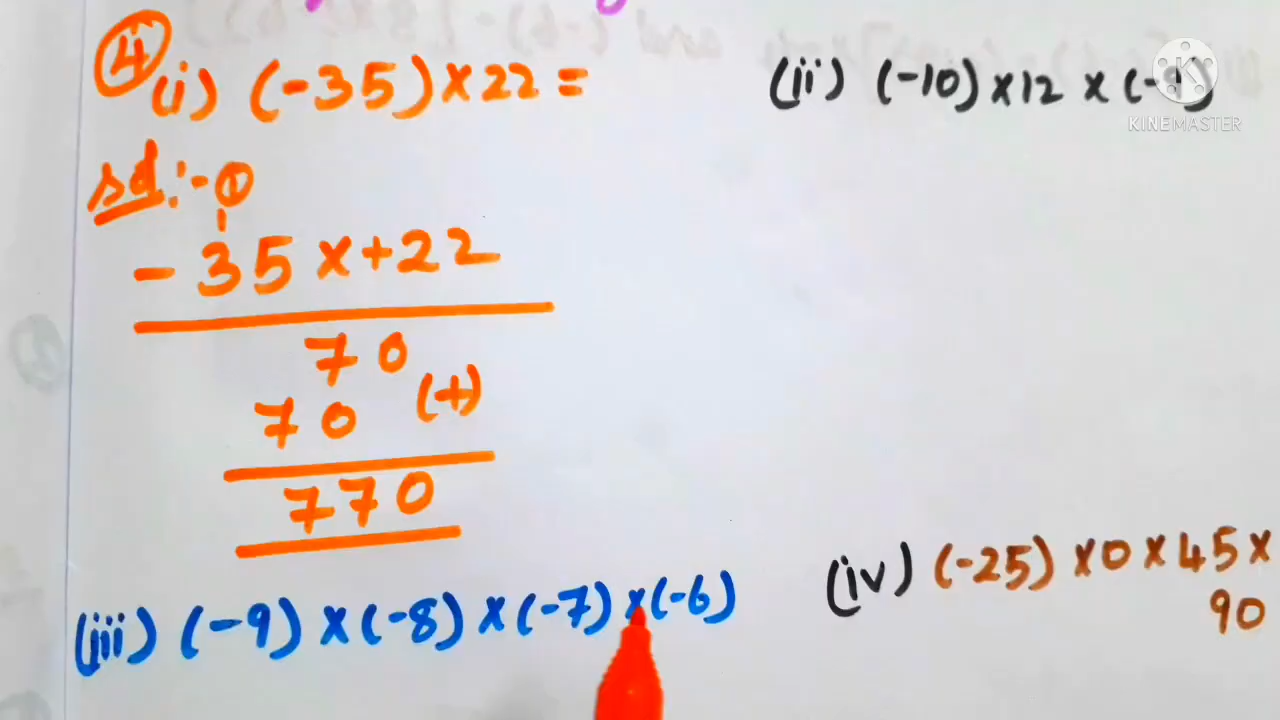 ④
(i) (-35) × 22 =
sol:- ①
- 35 × +22
70
70 (+)
770
(ii) (-10) × 12 × (-9)
KINEMASTER
(iii) (-9) × (-8) × (-7) × (-6)
(iv) (-25) × 0 × 45 ×
90